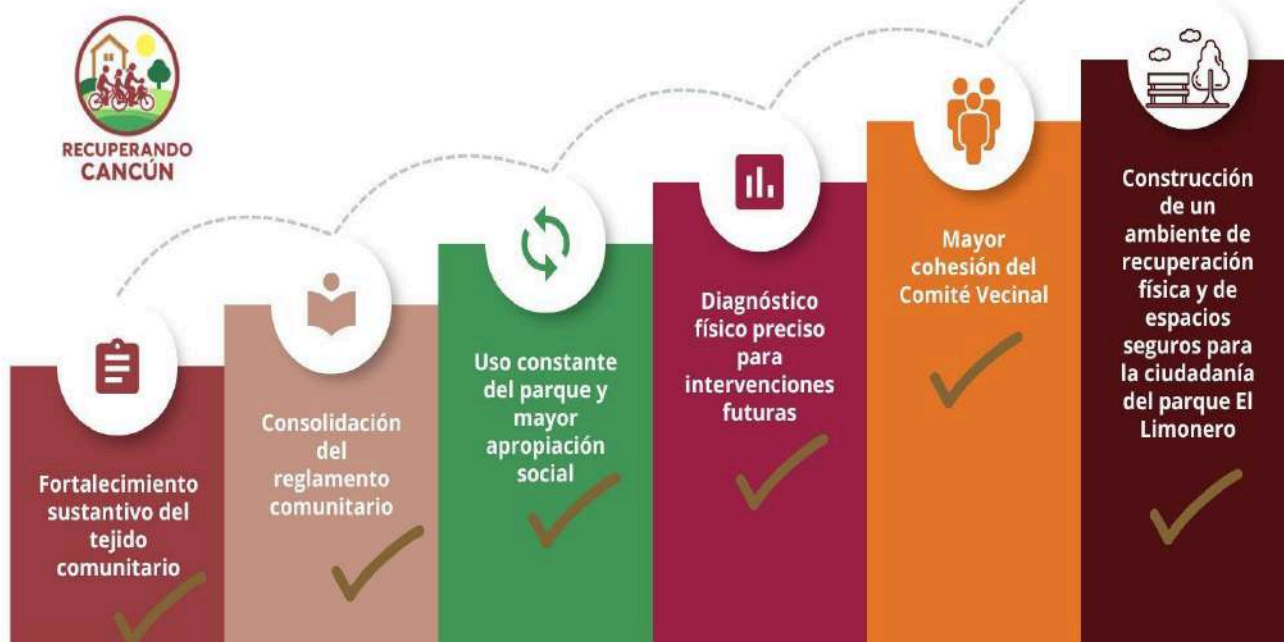 RECUPERANDO
CANCÚN
Fortalecimiento
sustantivo del
tejido
comunitario
Consolidación
del
reglamento
comunitario
Uso constante
del parque y
mayor
apropiación
social
Diagnóstico
físico preciso
para
intervenciones
futuras
Mayor
cohesión del
Comité Vecinal
Construcción
de un
ambiente de
recuperación
física y de
espacios
seguros para
la ciudadanía
del parque El
Limonero